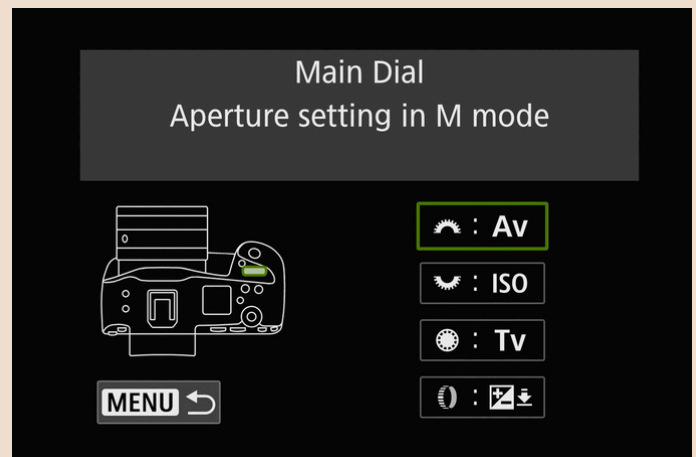 Main Dial
Aperture setting in M mode
: Av
: ISO
: Tv
:
MENU